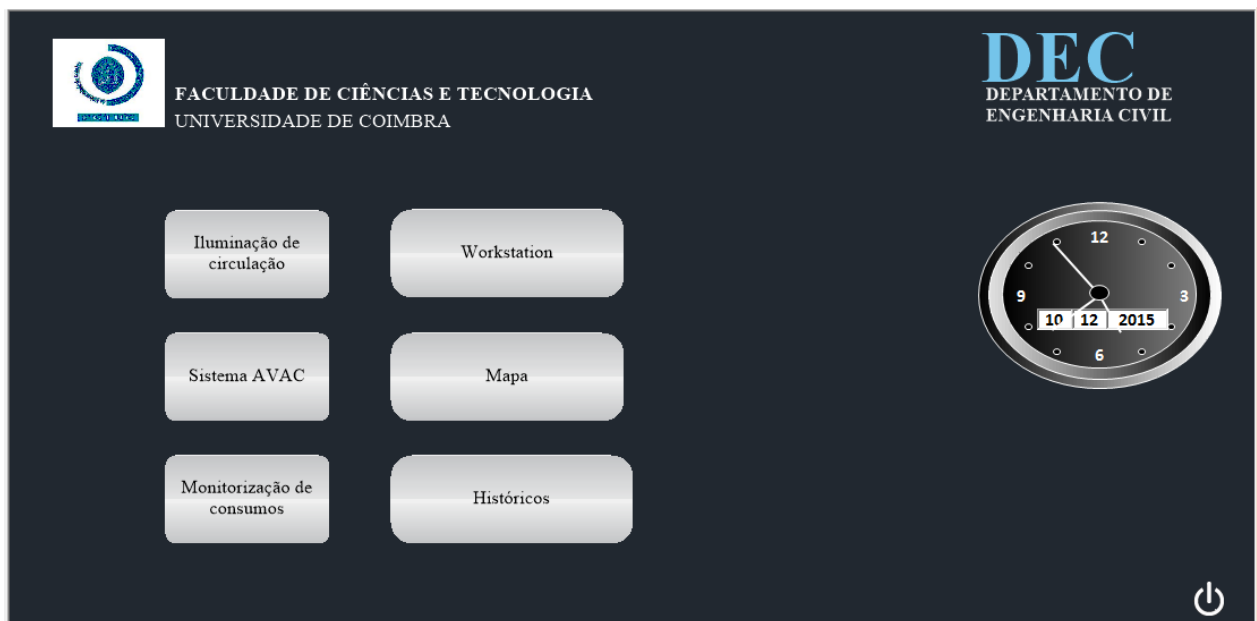 FACULDADE DE CIÊNCIAS E TECNOLOGIA
UNIVERSIDADE DE COIMBRA
DEC
DEPARTAMENTO DE
ENGENHARIA CIVIL
Iluminação de
circulação
Workstation
Sistema AVAC
Mapa
Monitorização de
consumos
Históricos
12
9
3
10 12 2015
6